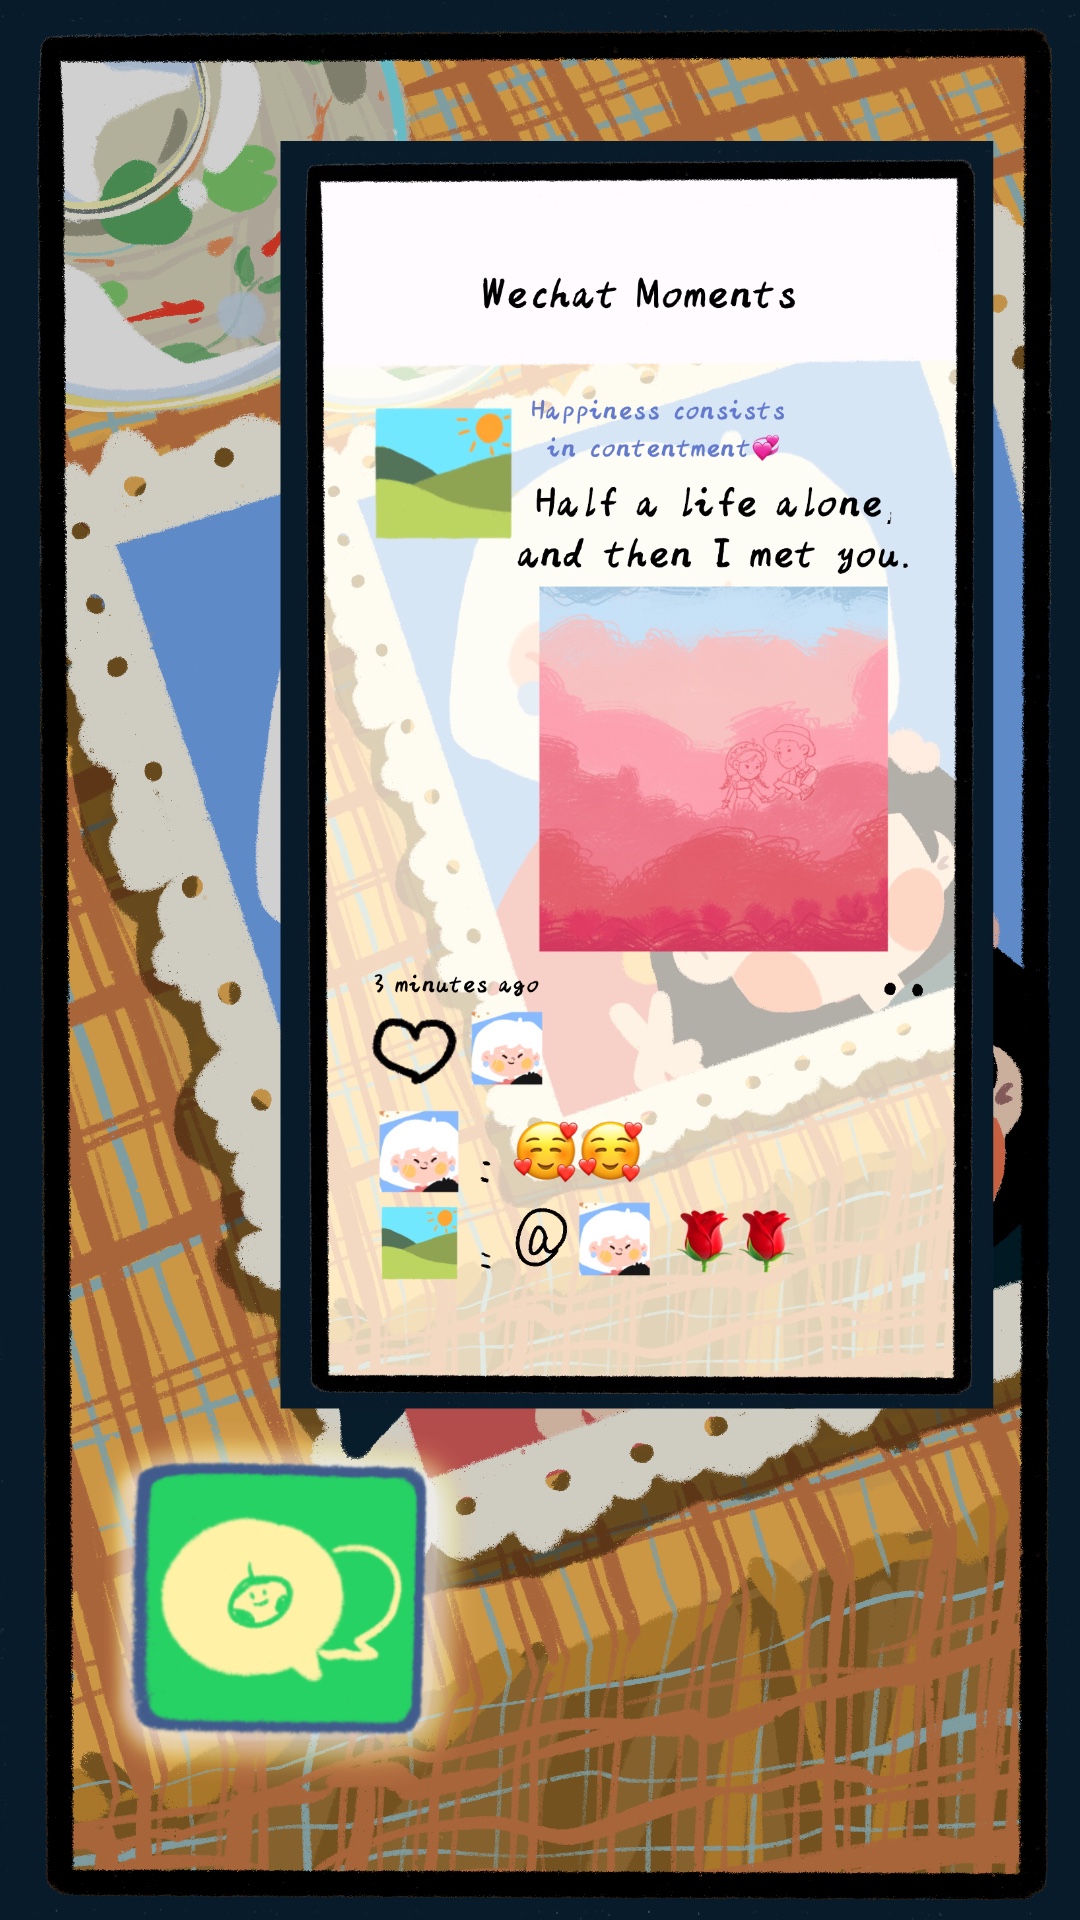 Wechat Moments
Happiness consists
in contentment💞
Half a life alone,
and then I met you.
3 minutes ago
: 🥰🥰
: @ 🌹🌹